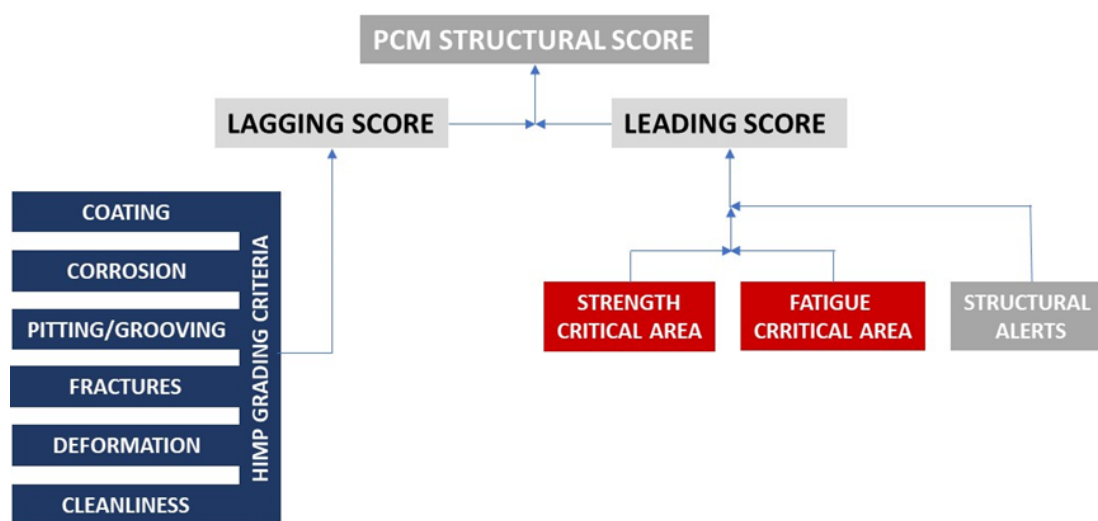 PCM STRUCTURAL SCORE
LAGGING SCORE
LEADING SCORE
COATING
CORROSION
PITTING/GROOVING
FRACTURES
DEFORMATION
CLEANLINESS
HIMP GRADING CRITERIA
STRENGTH
CRITICAL AREA
FATIGUE
CRRITICAL AREA
STRUCTURAL
ALERTS